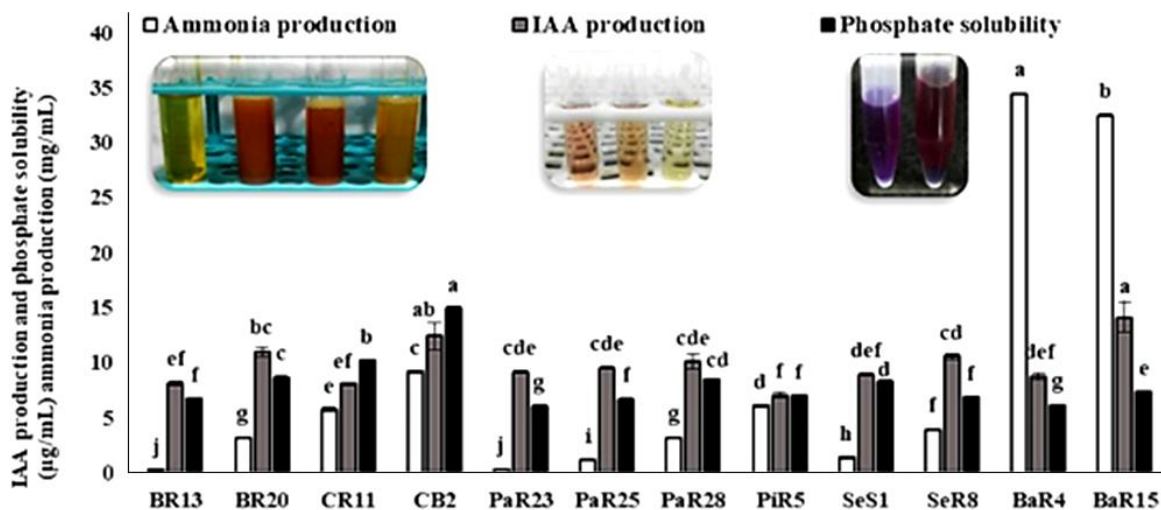 Ammonia production IAA production Phosphate solubility
IAA production and phosphate solubility
(µg/mL) ammonia production (mg/mL)
40
35
30
25
20
15
10
5
0
j ef f
g bc c
e ef b
c ab a
j cde g
i cde f
g cde cd
d f f
h def d
f cd f
a def g
b a e
BR13 BR20 CR11 CB2 PaR23 PaR25 PaR28 PiR5 SeS1 SeR8 BaR4 BaR15